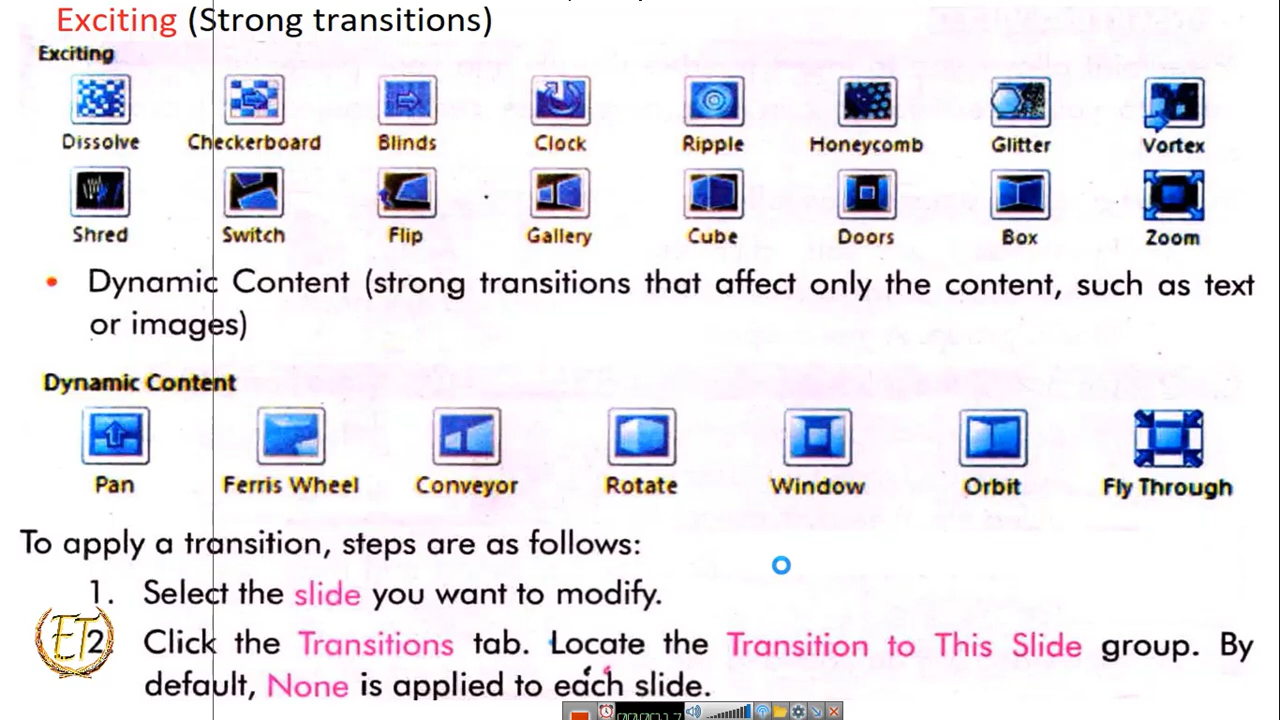 Exciting (Strong transitions)
Exciting
Dissolve Checkerboard Blinds Clock Ripple Honeycomb Glitter Vortex
Shred Switch Flip Gallery Cube Doors Box Zoom
• Dynamic Content (strong transitions that affect only the content, such as text
or images)
Dynamic Content
Pan Ferris Wheel Conveyor Rotate Window Orbit Fly Through
To apply a transition, steps are as follows:
1. Select the slide you want to modify.
ET
2. Click the Transitions tab. Locate the Transition to This Slide group. By
default, None is applied to each slide.